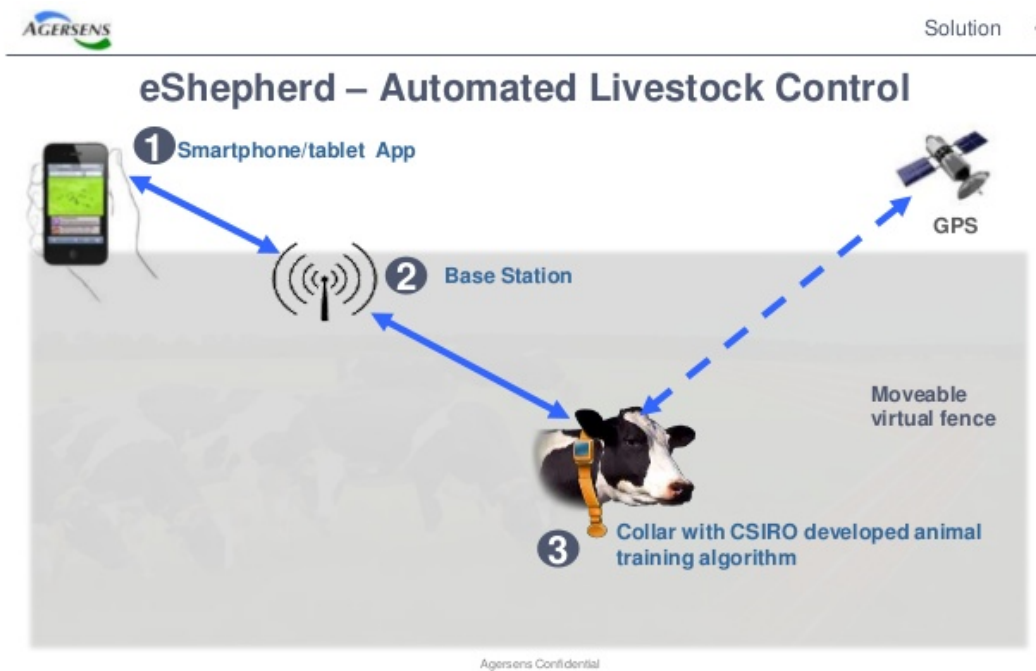 AGERSENS
Solution
eShepherd – Automated Livestock Control
1 Smartphone/tablet App
GPS
2 Base Station
Moveable
virtual fence
3 Collar with CSIRO developed animal
training algorithm
Agersens Confidential